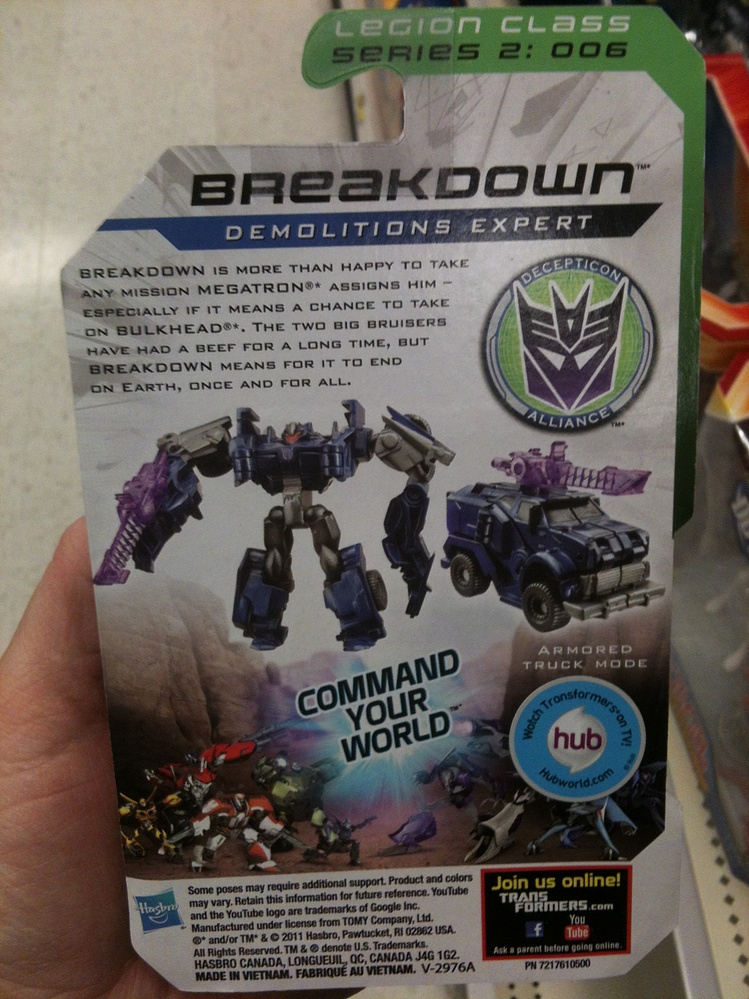 LEGION CLASS
SERIES 2: 006
BREAKDOWN™*
DEMOLITIONS EXPERT
BREAKDOWN IS MORE THAN HAPPY TO TAKE
ANY MISSION MEGATRON®* ASSIGNS HIM –
ESPECIALLY IF IT MEANS A CHANCE TO TAKE
ON BULKHEAD®*. THE TWO BIG BRUISERS
HAVE HAD A BEEF FOR A LONG TIME, BUT
BREAKDOWN MEANS FOR IT TO END
ON EARTH, ONCE AND FOR ALL.
DECEPTICON
ALLIANCE™*
ARMORED
TRUCK MODE
COMMAND
YOUR
WORLD™*
Watch Transformers* on TV!
hub
Hubworld.com
Hasbro
Some poses may require additional support. Product and colors
may vary. Retain this information for future reference. YouTube
and the YouTube logo are trademarks of Google Inc.
Manufactured under license from TOMY Company, Ltd.
®* and/or TM* & © 2011 Hasbro, Pawtucket, RI 02862 USA.
All Rights Reserved. TM & ® denote U.S. Trademarks.
HASBRO CANADA, LONGUEUIL, QC, CANADA J4G 1G2.
MADE IN VIETNAM. FABRIQUÉ AU VIETNAM. V-2976A
Join us online!
TRANSFORMERS.com
f
You
Tube
Ask a parent before going online.
PN 7217610500